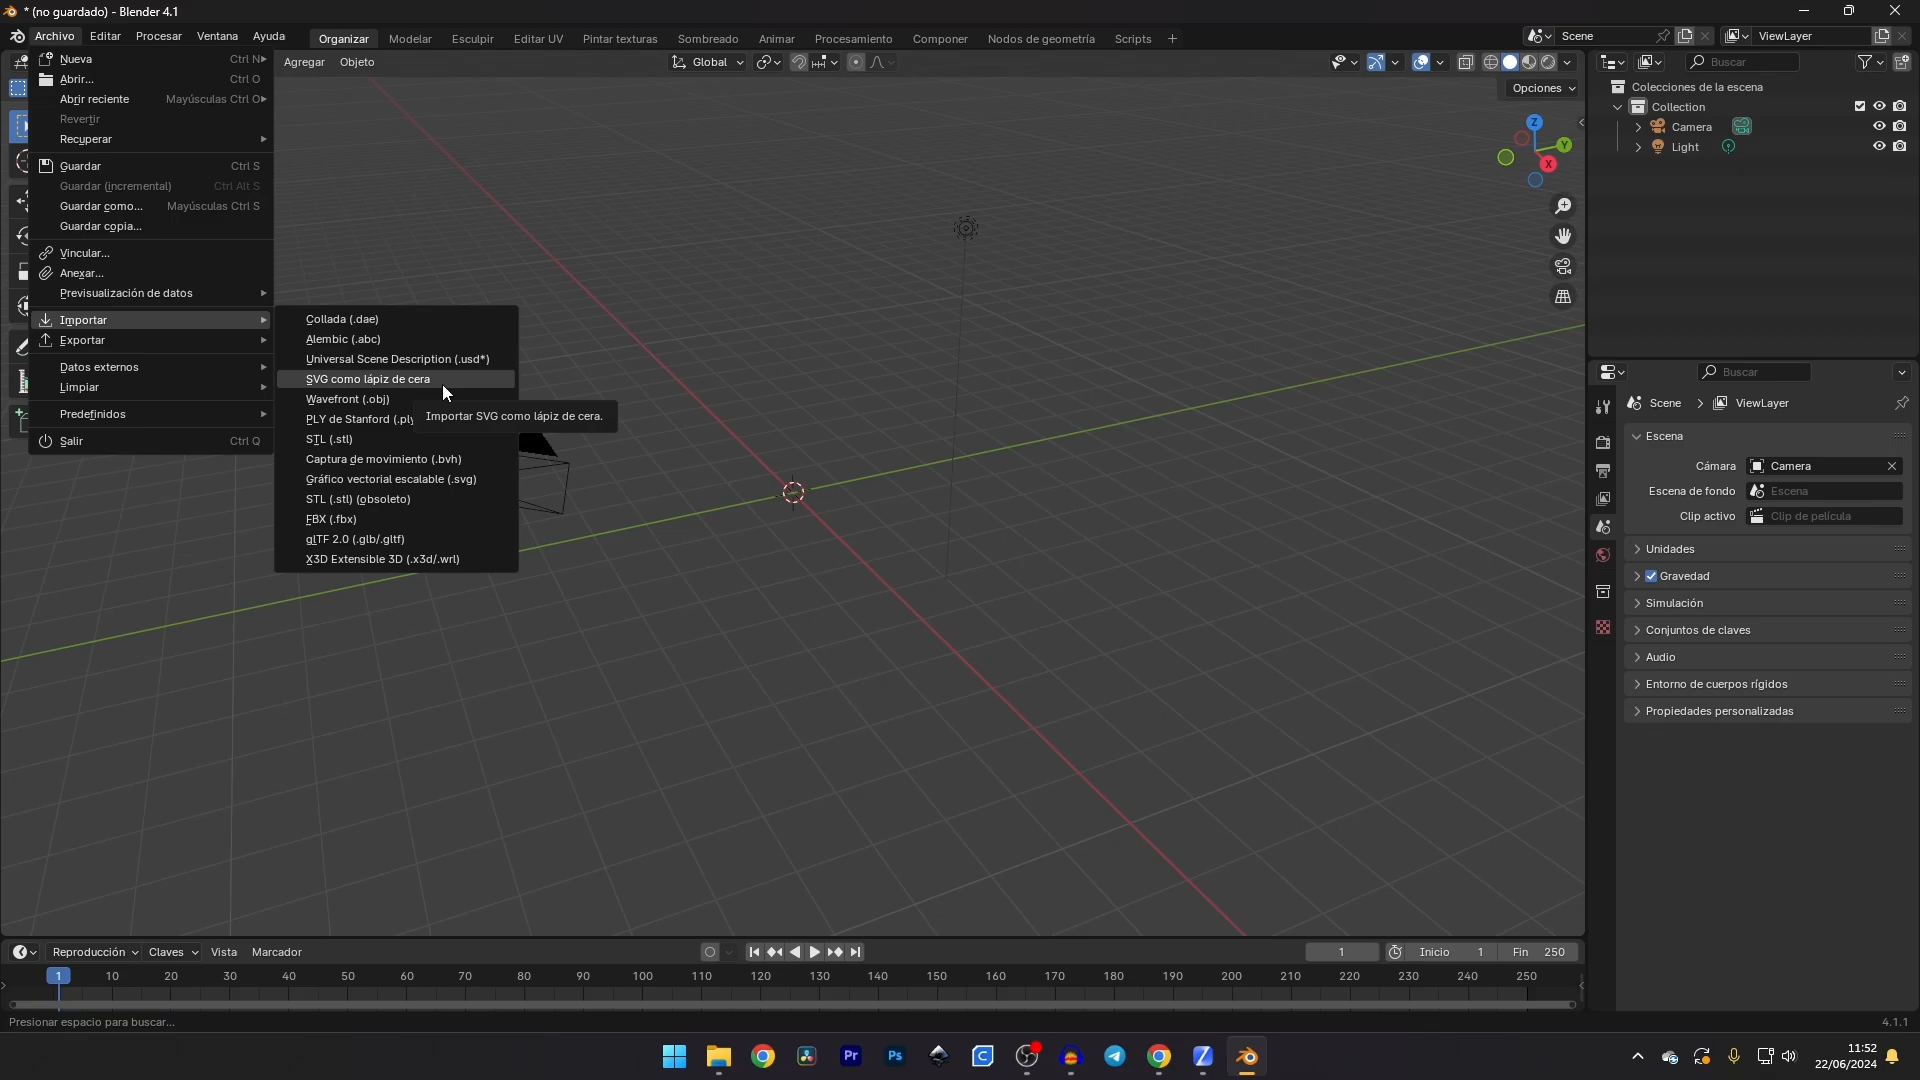 * (no guardado) - Blender 4.1
Archivo Editar Procesar Ventana Ayuda
Organizar Modelar Esculpir Editar UV Pintar texturas Sombreado Animar Procesamiento Componer Nodos de geometría Scripts +
Scene
ViewLayer
Agregar Objeto
Global
Opciones
Nueva Ctrl N
Abrir... Ctrl O
Abrir reciente Mayúsculas Ctrl O
Revertir
Recuperar
Guardar Ctrl S
Guardar (incremental) Ctrl Alt S
Guardar como... Mayúsculas Ctrl S
Guardar copia...
Vincular...
Anexar...
Previsualización de datos
Importar
Exportar
Datos externos
Limpiar
Predefinidos
Salir Ctrl Q
Collada (.dae)
Alembic (.abc)
Universal Scene Description (.usd*)
SVG como lápiz de cera
Wavefront (.obj)
PLY de Stanford (.ply
Importar SVG como lápiz de cera.
STL (.stl)
Captura de movimiento (.bvh)
Gráfico vectorial escalable (.svg)
STL (.stl) (obsoleto)
FBX (.fbx)
glTF 2.0 (.glb/.gltf)
X3D Extensible 3D (.x3d/.wrl)
Z
Y
X
Buscar
Colecciones de la escena
Collection
Camera
Light
Buscar
Scene > ViewLayer
Escena
Cámara Camera
Escena de fondo Escena
Clip activo Clip de película
Unidades
Gravedad
Simulación
Conjuntos de claves
Audio
Entorno de cuerpos rígidos
Propiedades personalizadas
Reproducción Claves Vista Marcador
1
Inicio 1 Fin 250
1 10 20 30 40 50 60 70 80 90 100 110 120 130 140 150 160 170 180 190 200 210 220 230 240 250
Presionar espacio para buscar...
4.1.1
Pr Ps C
11:52
22/06/2024